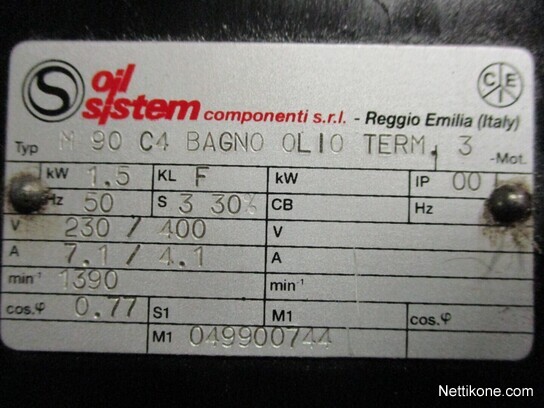 S oil CEI
sistem componenti s.r.l. - Reggio Emilia (Italy)
Typ M 90 C4 BAGNO OLIO TERM. 3 -Mot.
kW 1.5 KL F kW IP 00
Hz 50 S 3 30% CB Hz
V 230 / 400 V
A 7.1 / 4.1 A
min-1 1390 min-1
cos.φ 0.77 S1 M1 cos.φ
M1 049900744
Nettikone.com